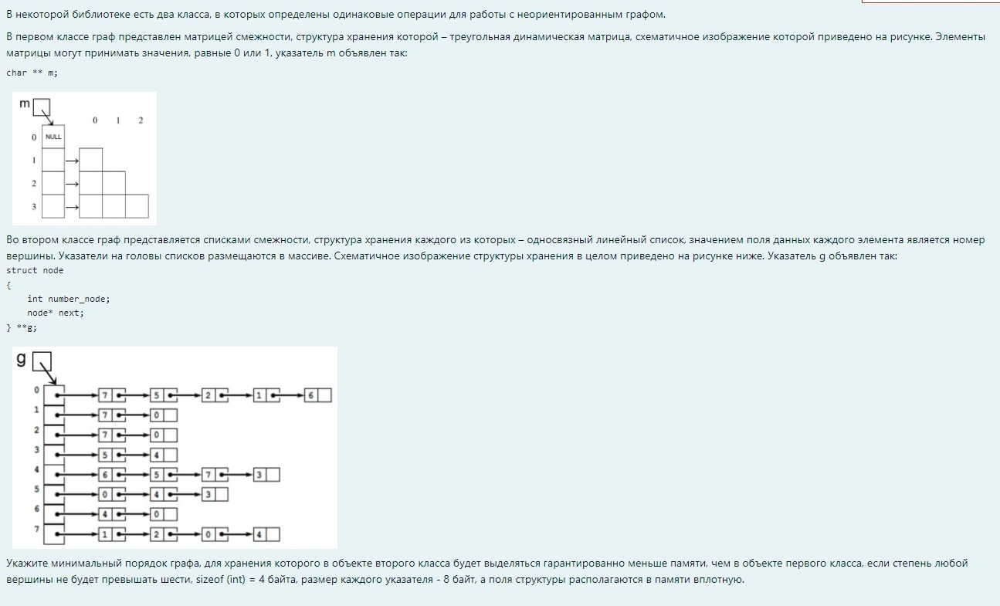 В некоторой библиотеке есть два класса, в которых определены одинаковые операции для работы с неориентированным графом.
В первом классе граф представлен матрицей смежности, структура хранения которой – треугольная динамическая матрица, схематичное изображение которой приведено на рисунке. Элементы
матрицы могут принимать значения, равные 0 или 1, указатель m объявлен так:
char ** m;
m
0 1 2
0 NULL
1
2
3
Во втором классе граф представляется списками смежности, структура хранения каждого из которых – односвязный линейный список, значением поля данных каждого элемента является номер
вершины. Указатели на головы списков размещаются в массиве. Схематичное изображение структуры хранения в целом приведено на рисунке ниже. Указатель g объявлен так:
struct node
{
int number_node;
node* next;
} **g;
g
0 7 5 2 1 6
1 7 0
2 7 0
3 5 4
4 6 5 7 3
5 0 4 3
6 4 0
7 1 2 0 4
Укажите минимальный порядок графа, для хранения которого в объекте второго класса будет выделяться гарантированно меньше памяти, чем в объекте первого класса, если степень любой
вершины не будет превышать шести, sizeof (int) = 4 байта, размер каждого указателя - 8 байт, а поля структуры располагаются в памяти вплотную.